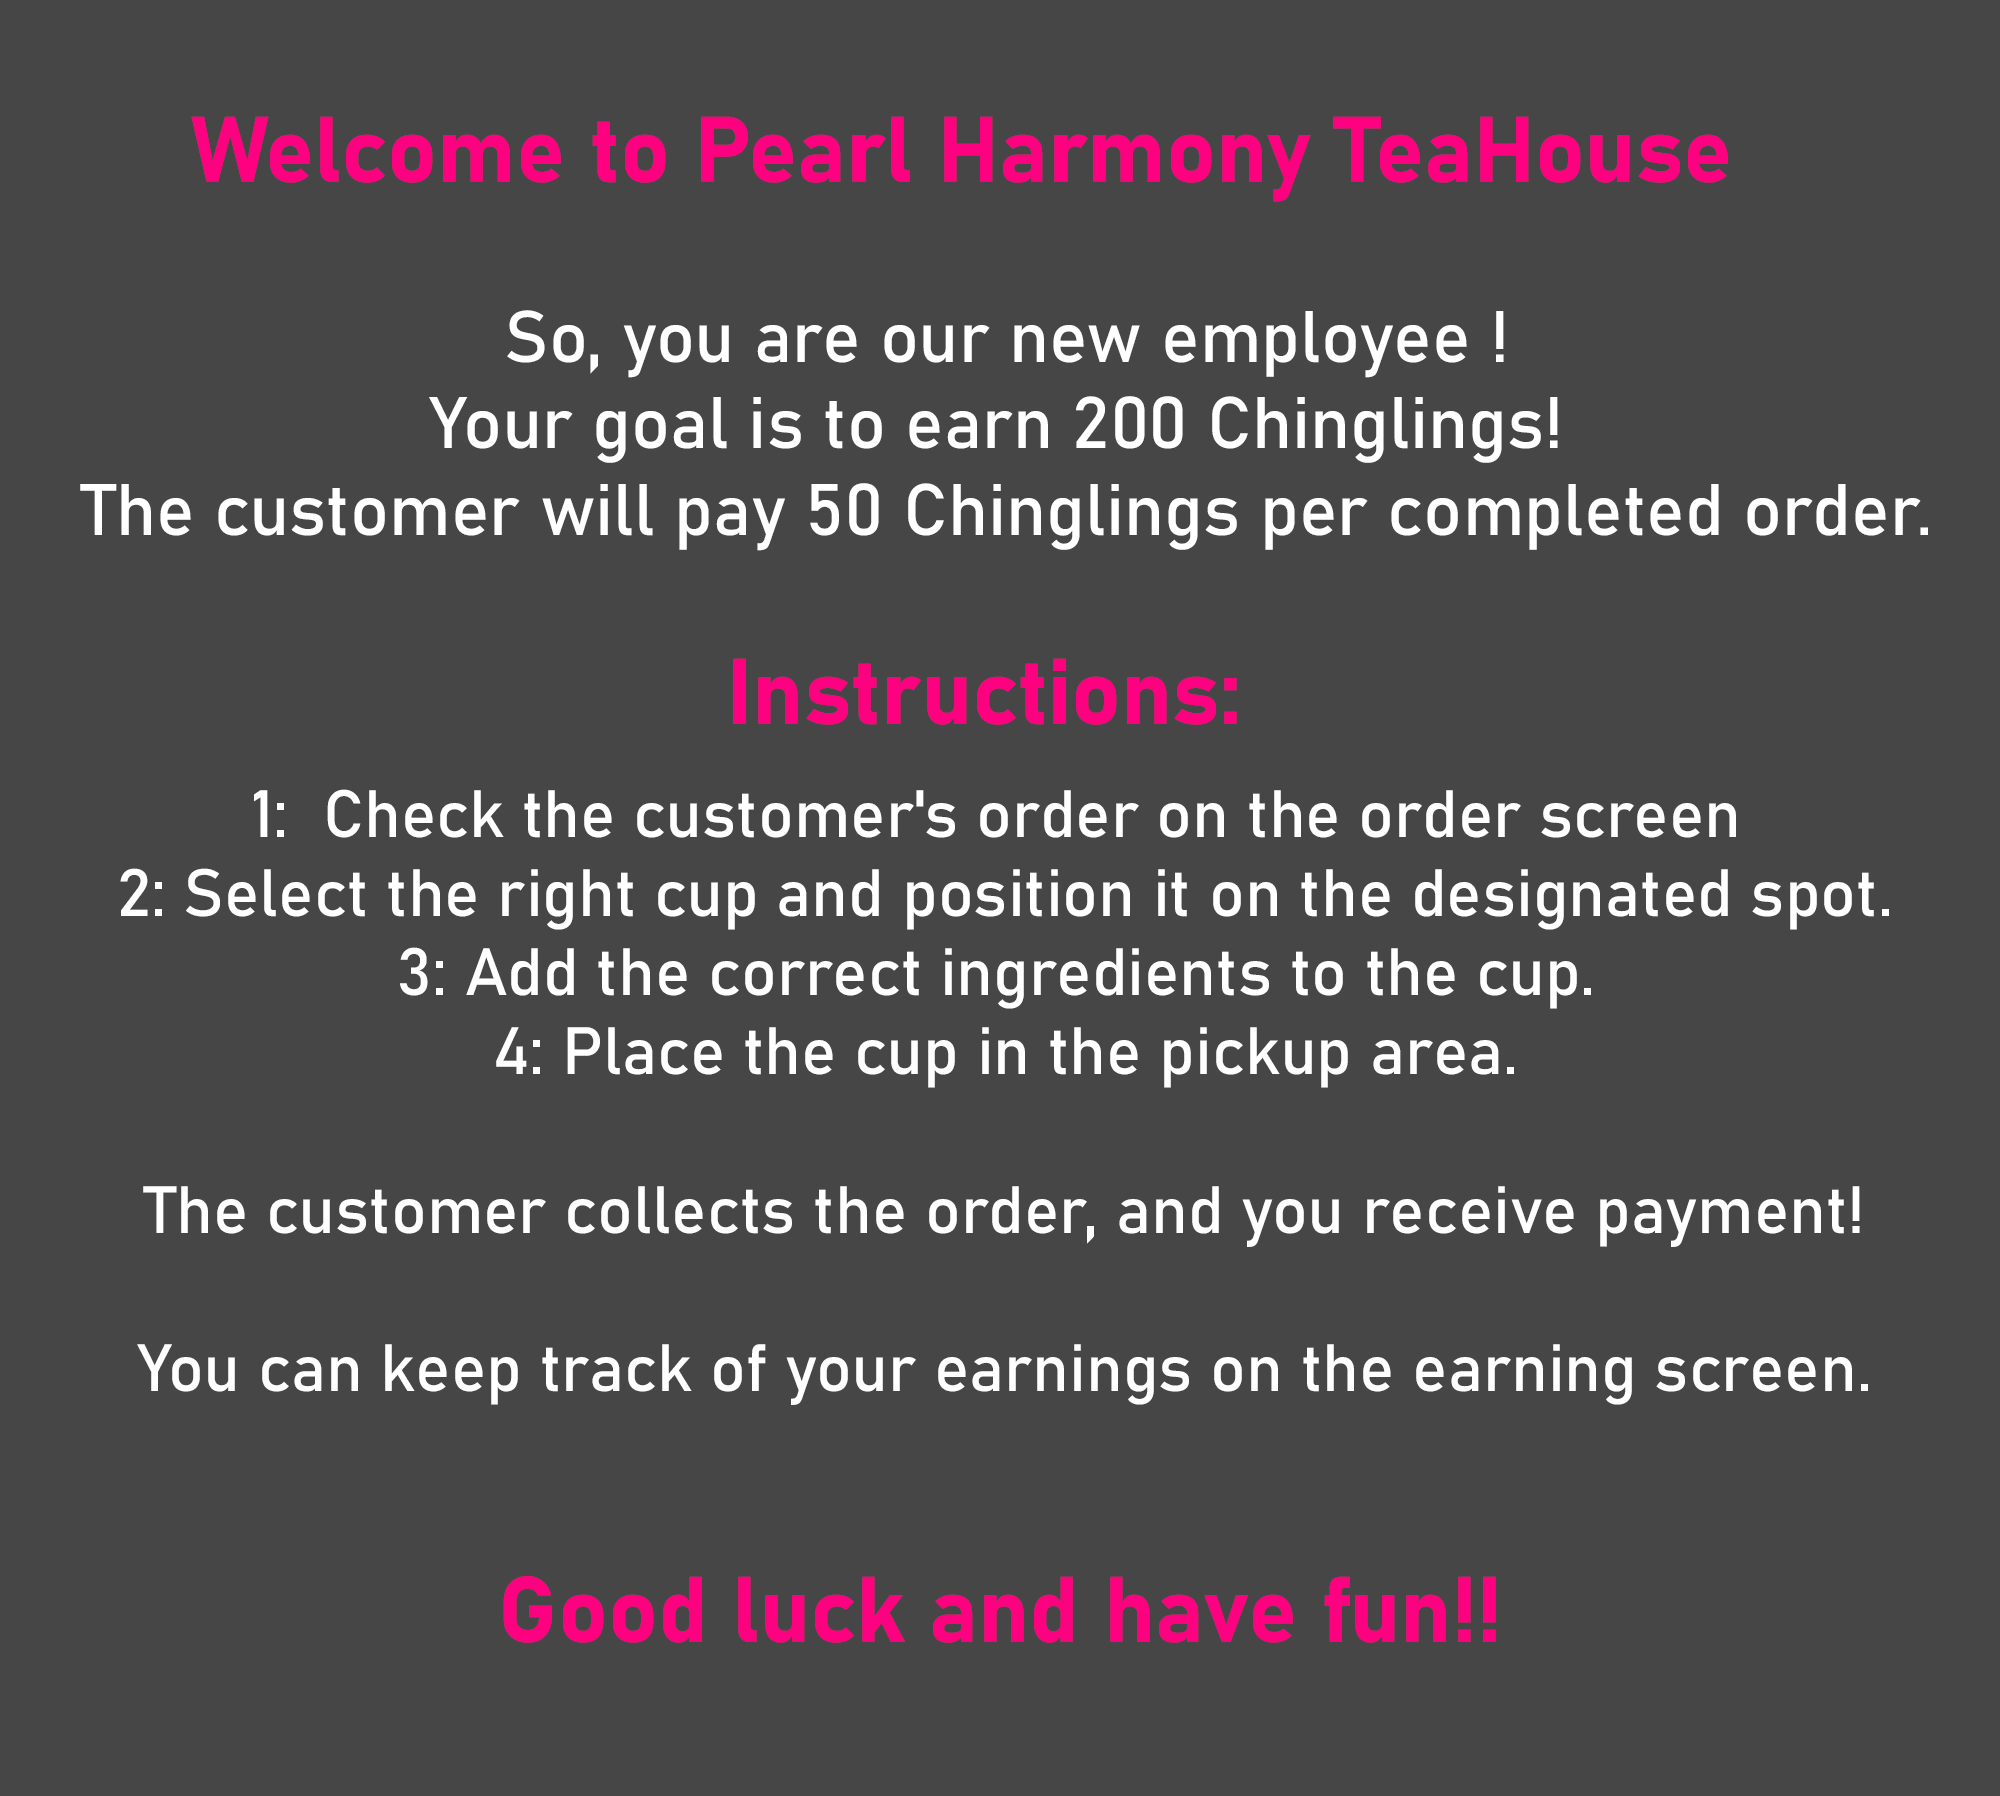 Welcome to Pearl Harmony TeaHouse
So, you are our new employee !
Your goal is to earn 200 Chinglings!
The customer will pay 50 Chinglings per completed order.
Instructions:
1:  Check the customer's order on the order screen
2: Select the right cup and position it on the designated spot.
3: Add the correct ingredients to the cup.
4: Place the cup in the pickup area.
The customer collects the order, and you receive payment!
You can keep track of your earnings on the earning screen.
Good luck and have fun!!